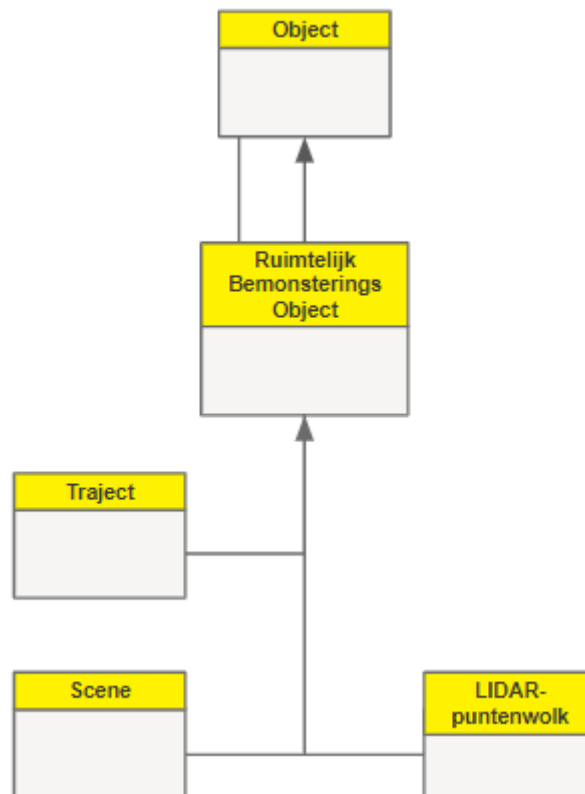 Object
Ruimtelijk
Bemonsterings
Object
Traject
Scene
LIDAR-
puntenwolk